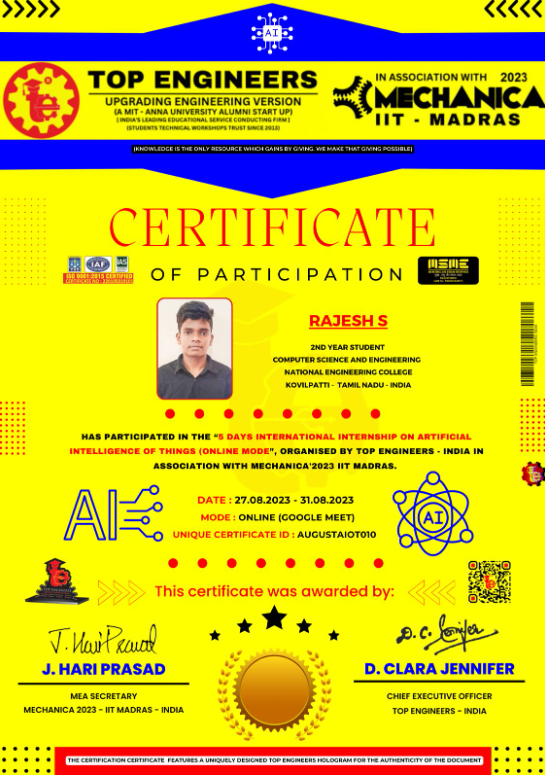 AI
TOP ENGINEERS
UPGRADING ENGINEERING VERSION
(A MIT - ANNA UNIVERSITY ALUMNI START UP)
[ INDIA'S LEADING EDUCATIONAL SERVICE CONDUCTING FIRM ]
(STUDENTS TECHNICAL WORKSHOPS TRUST SINCE 2013)
IN ASSOCIATION WITH 2023
MECHANICA
IIT - MADRAS
(KNOWLEDGE IS THE ONLY RESOURCE WHICH GAINS BY GIVING. WE MAKE THAT GIVING POSSIBLE)
CERTIFICATE
OF PARTICIPATION
IAF
IAS
ISO 9001:2015 CERTIFIED
MSME
RAJESH S
2ND YEAR STUDENT
COMPUTER SCIENCE AND ENGINEERING
NATIONAL ENGINEERING COLLEGE
KOVILPATTI - TAMIL NADU - INDIA
HAS PARTICIPATED IN THE "5 DAYS INTERNATIONAL INTERNSHIP ON ARTIFICIAL
INTELLIGENCE OF THINGS (ONLINE MODE", ORGANISED BY TOP ENGINEERS - INDIA IN
ASSOCIATION WITH MECHANICA'2023 IIT MADRAS.
AI
DATE : 27.08.2023 - 31.08.2023
MODE : ONLINE (GOOGLE MEET)
UNIQUE CERTIFICATE ID : AUGUSTAIOT010
AI
This certificate was awarded by:
J. Hari Prasad
D. C. Jennifer
J. HARI PRASAD
MEA SECRETARY
MECHANICA 2023 - IIT MADRAS - INDIA
D. CLARA JENNIFER
CHIEF EXECUTIVE OFFICER
TOP ENGINEERS - INDIA
THE CERTIFICATION CERTIFICATE FEATURES A UNIQUELY DESIGNED TOP ENGINEERS HOLOGRAM FOR THE AUTHENTICITY OF THE DOCUMENT